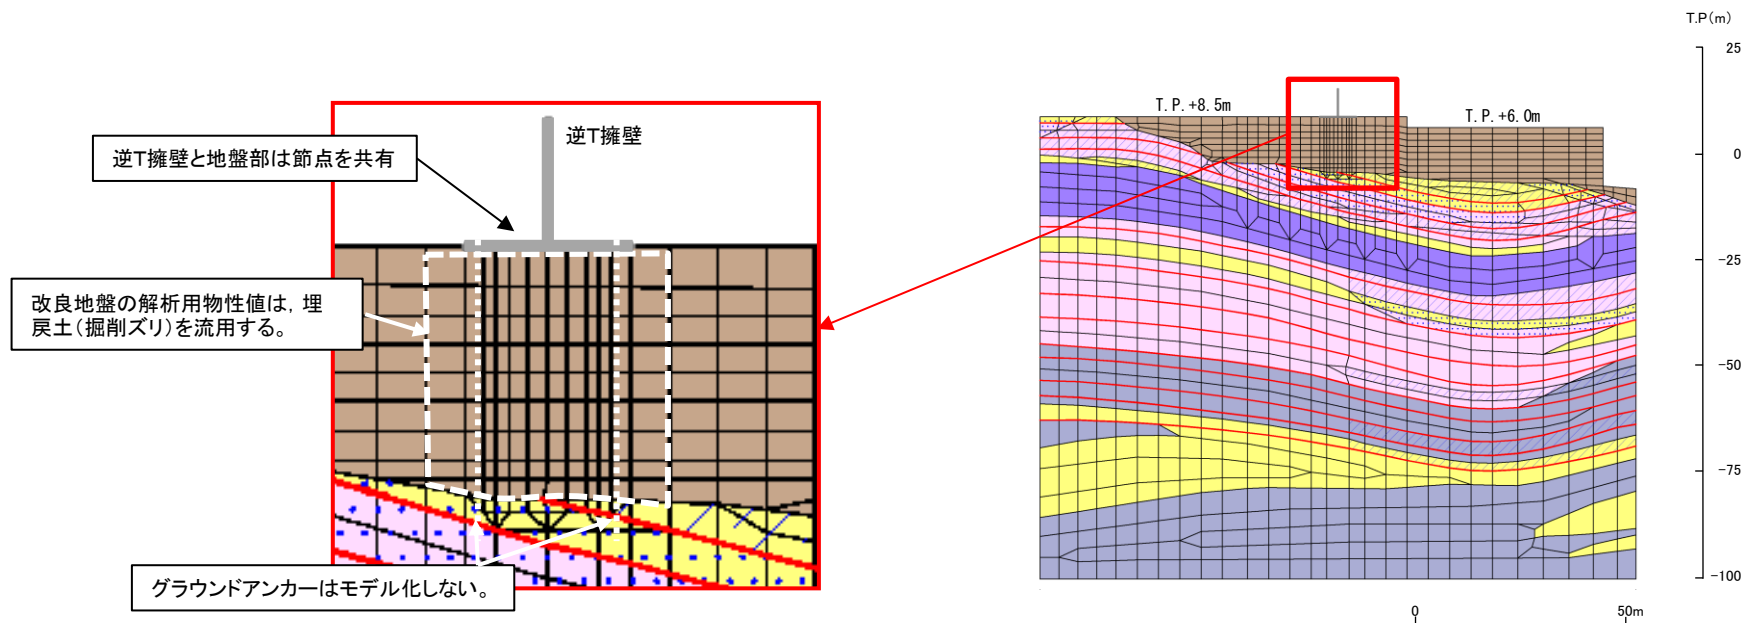 逆T擁壁
逆T擁壁と地盤部は節点を共有
改良地盤の解析用物性値は，埋
戻土（掘削ズリ）を流用する。
グラウンドアンカーはモデル化しない。
T.P（m）
T.P.+8.5m
T.P.+6.0m
25
0
-25
-50
-75
-100
0
50m